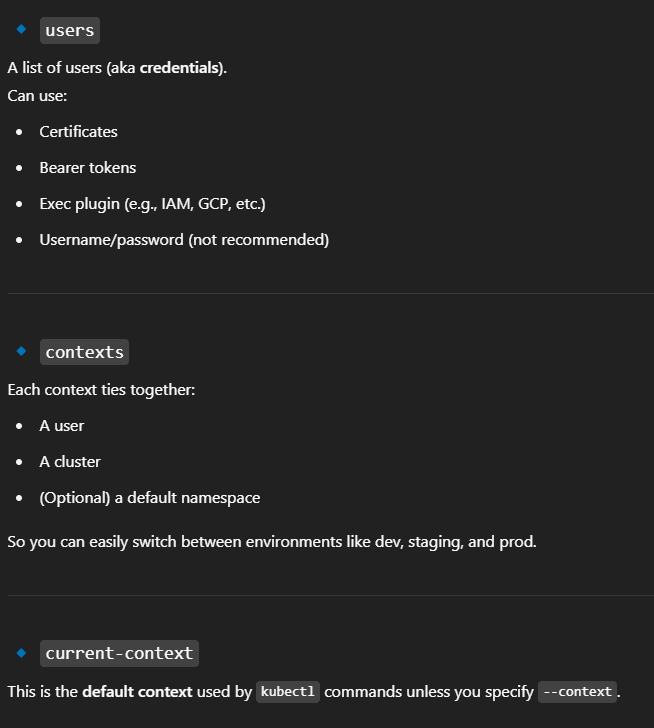 users
A list of users (aka credentials).
Can use:
Certificates
Bearer tokens
Exec plugin (e.g., IAM, GCP, etc.)
Username/password (not recommended)
contexts
Each context ties together:
A user
A cluster
(Optional) a default namespace
So you can easily switch between environments like dev, staging, and prod.
current-context
This is the default context used by kubectl commands unless you specify --context.